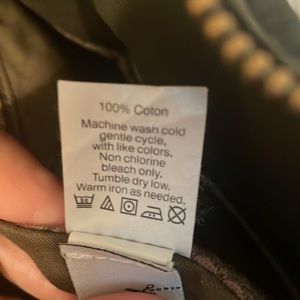 100% Coton
Machine wash cold
gentle cycle,
with like colors.
Non chlorine
bleach only.
Tumble dry low.
Warm iron as needed.